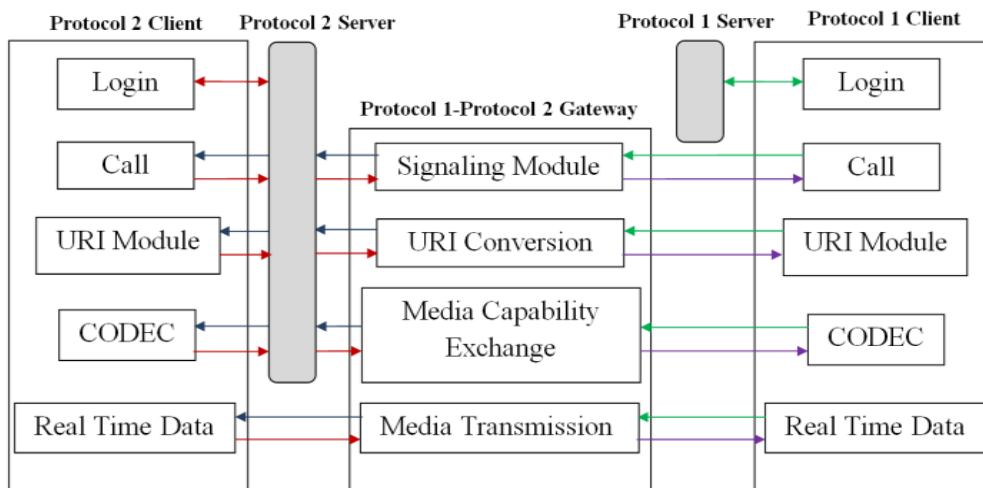 Protocol 2 Client
Protocol 2 Server
Protocol 1 Server
Protocol 1 Client
Login
Login
Protocol 1-Protocol 2 Gateway
Call
Signaling Module
Call
URI Module
URI Conversion
URI Module
CODEC
Media Capability
Exchange
CODEC
Real Time Data
Media Transmission
Real Time Data